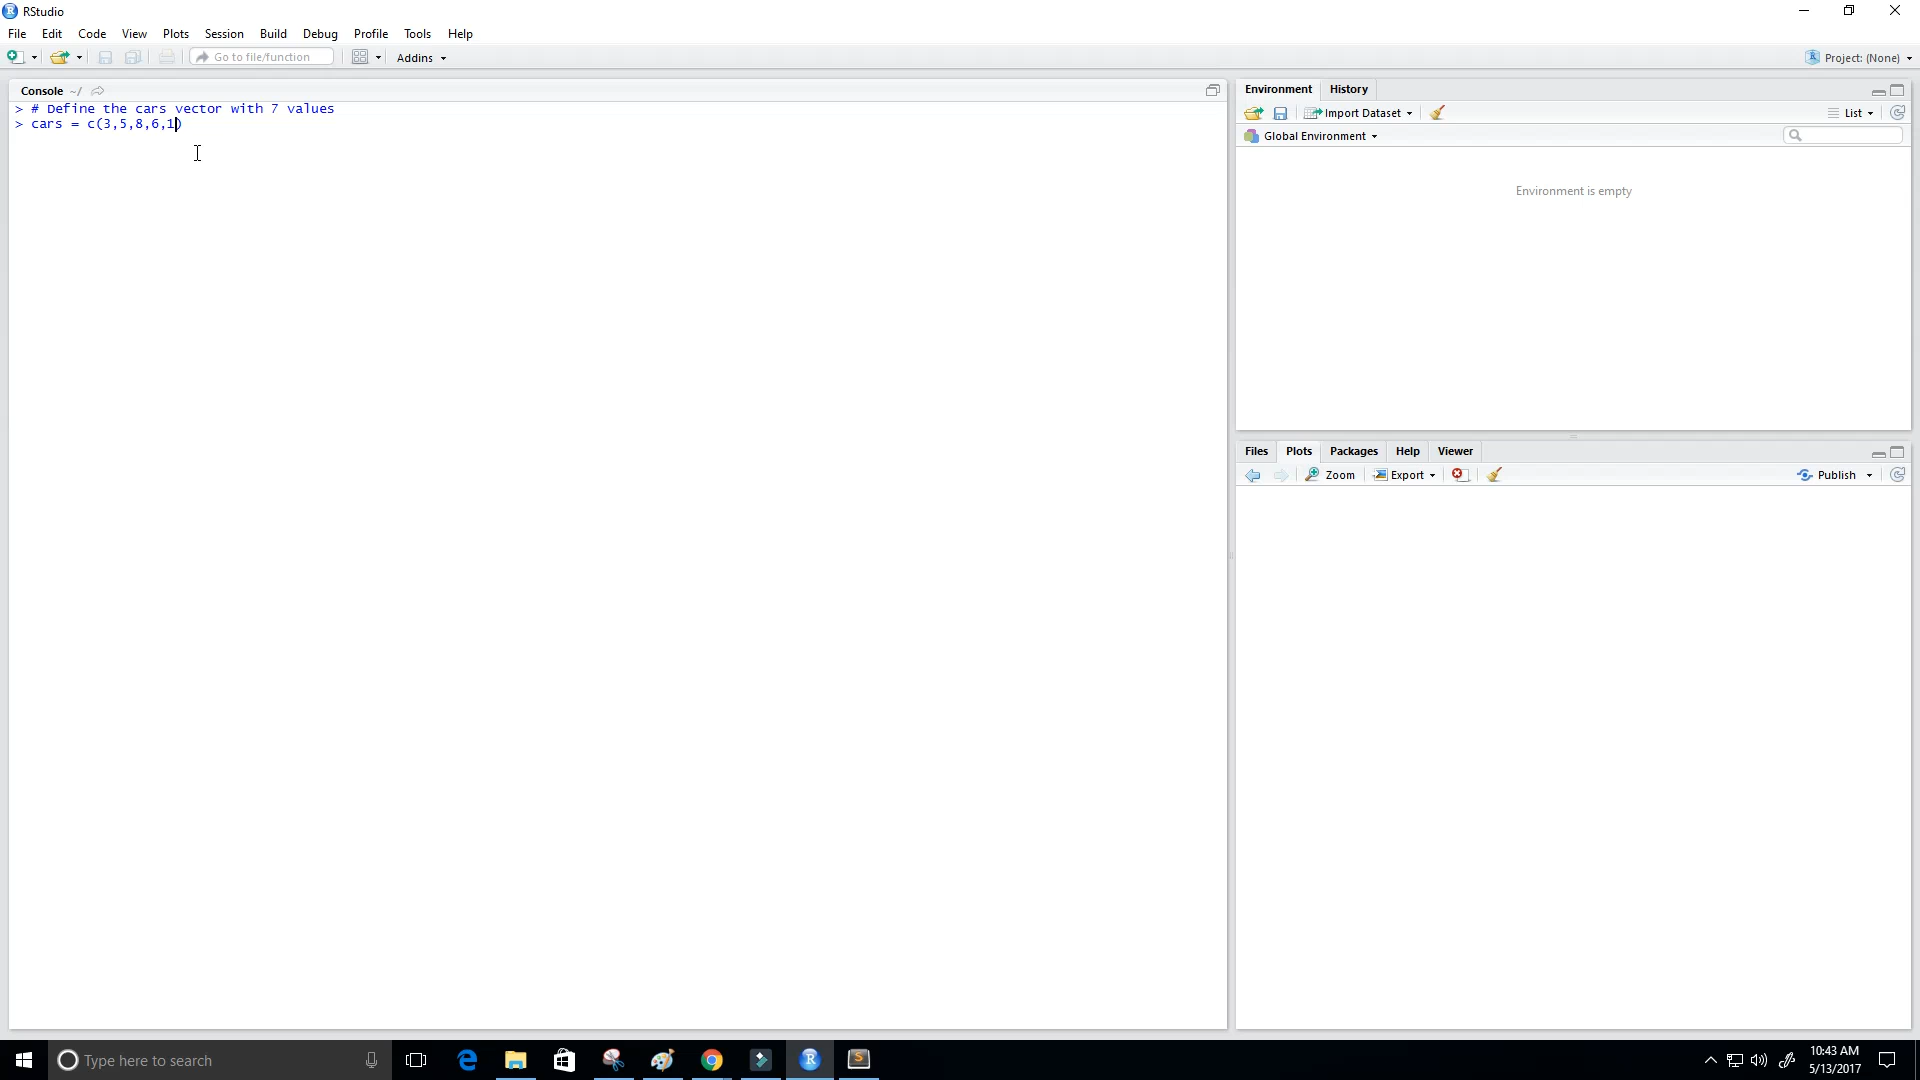 RStudio
File Edit Code View Plots Session Build Debug Profile Tools Help
Go to file/function Addins Project: (None)
Console ~/
> # Define the cars vector with 7 values
> cars = c(3,5,8,6,1)
Environment History
Import Dataset List
Global Environment
Environment is empty
Files Plots Packages Help Viewer
Zoom Export Publish
Type here to search
10:43 AM
5/13/2017